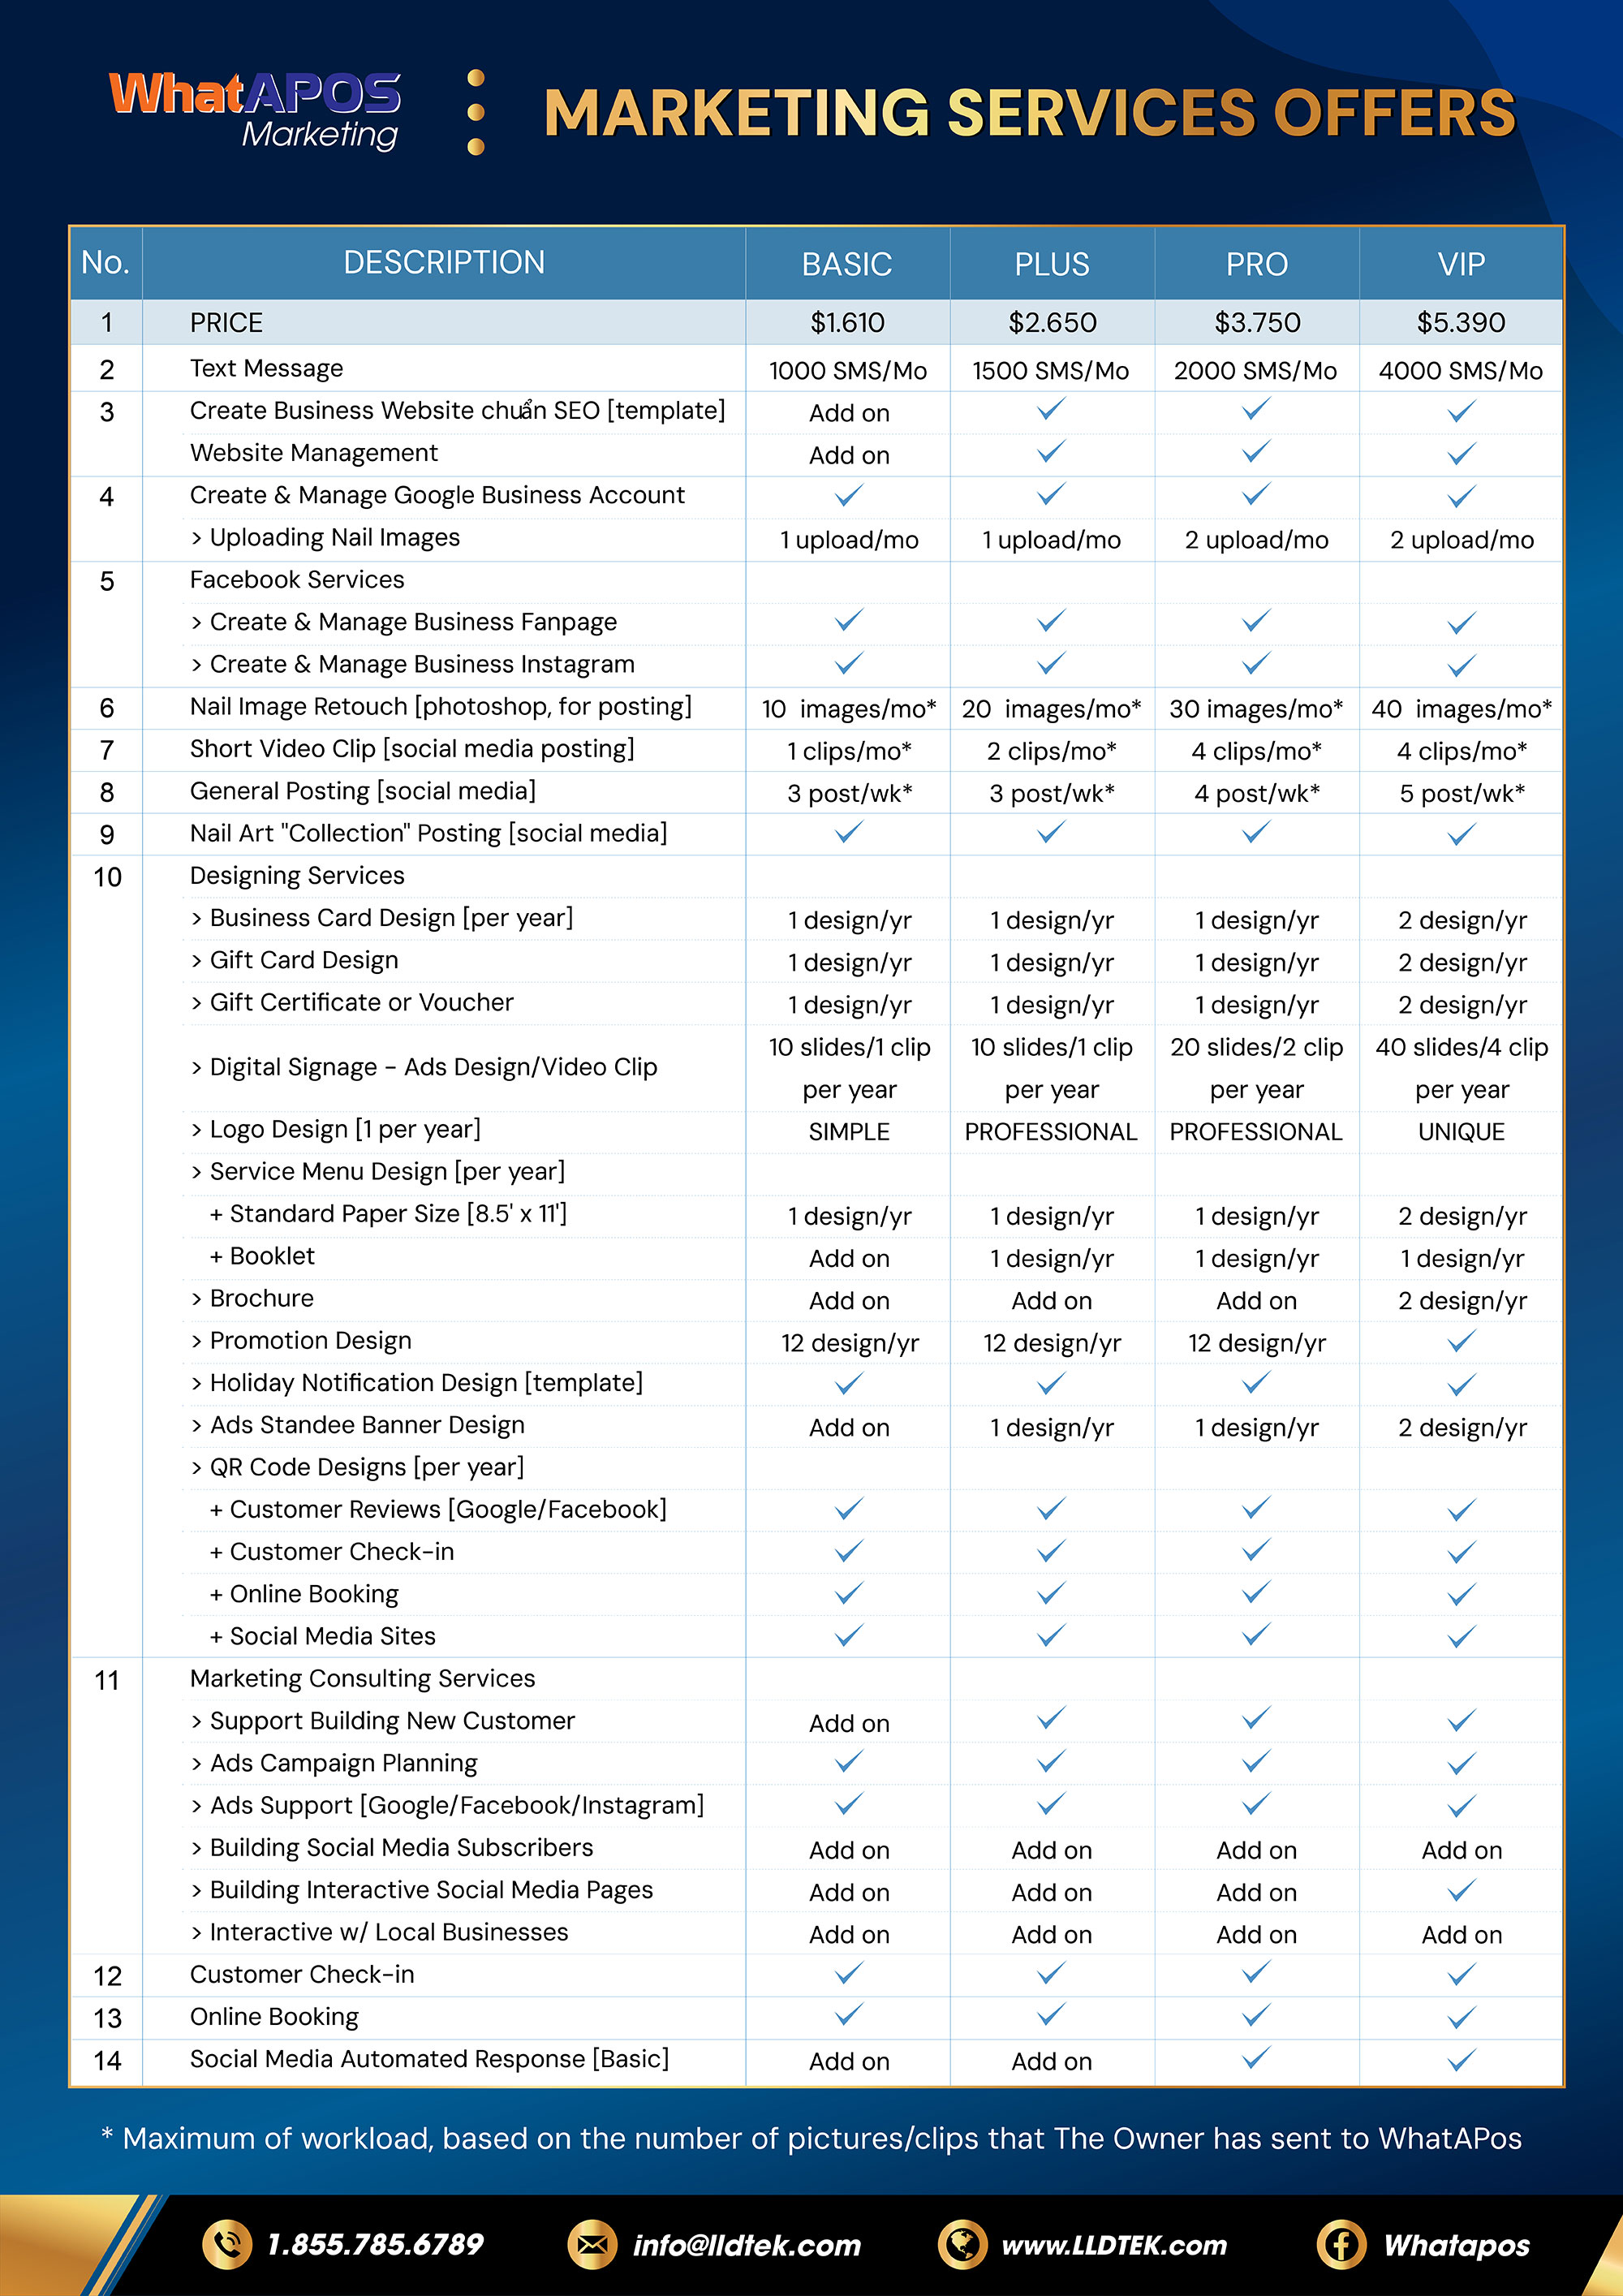 WhatAPOS
Marketing
MARKETING SERVICES OFFERS
No. DESCRIPTION BASIC PLUS PRO VIP
1 PRICE $1.610 $2.650 $3.750 $5.390
2 Text Message 1000 SMS/Mo 1500 SMS/Mo 2000 SMS/Mo 4000 SMS/Mo
3 Create Business Website chuẩn SEO [template] Add on
Website Management Add on
4 Create & Manage Google Business Account
> Uploading Nail Images 1 upload/mo 1 upload/mo 2 upload/mo 2 upload/mo
5 Facebook Services
> Create & Manage Business Fanpage
> Create & Manage Business Instagram
6 Nail Image Retouch [photoshop, for posting] 10 images/mo* 20 images/mo* 30 images/mo* 40 images/mo*
7 Short Video Clip [social media posting] 1 clips/mo* 2 clips/mo* 4 clips/mo* 4 clips/mo*
8 General Posting [social media] 3 post/wk* 3 post/wk* 4 post/wk* 5 post/wk*
9 Nail Art "Collection" Posting [social media]
10 Designing Services
> Business Card Design [per year] 1 design/yr 1 design/yr 1 design/yr 2 design/yr
> Gift Card Design 1 design/yr 1 design/yr 1 design/yr 2 design/yr
> Gift Certificate or Voucher 1 design/yr 1 design/yr 1 design/yr 2 design/yr
> Digital Signage - Ads Design/Video Clip 10 slides/1 clip per year 10 slides/1 clip per year 20 slides/2 clip per year 40 slides/4 clip per year
> Logo Design [1 per year] SIMPLE PROFESSIONAL PROFESSIONAL UNIQUE
> Service Menu Design [per year]
+ Standard Paper Size [8.5' x 11'] 1 design/yr 1 design/yr 1 design/yr 2 design/yr
+ Booklet Add on 1 design/yr 1 design/yr 1 design/yr
> Brochure Add on Add on Add on 2 design/yr
> Promotion Design 12 design/yr 12 design/yr 12 design/yr
> Holiday Notification Design [template]
> Ads Standee Banner Design Add on 1 design/yr 1 design/yr 2 design/yr
> QR Code Designs [per year]
+ Customer Reviews [Google/Facebook]
+ Customer Check-in
+ Online Booking
+ Social Media Sites
11 Marketing Consulting Services
> Support Building New Customer Add on
> Ads Campaign Planning
> Ads Support [Google/Facebook/Instagram]
> Building Social Media Subscribers Add on Add on Add on Add on
> Building Interactive Social Media Pages Add on Add on Add on
> Interactive w/ Local Businesses Add on Add on Add on Add on
12 Customer Check-in
13 Online Booking
14 Social Media Automated Response [Basic] Add on Add on
* Maximum of workload, based on the number of pictures/clips that The Owner has sent to WhatAPos
1.855.785.6789 info@lldtek.com www.LLDTEK.com Whatapos